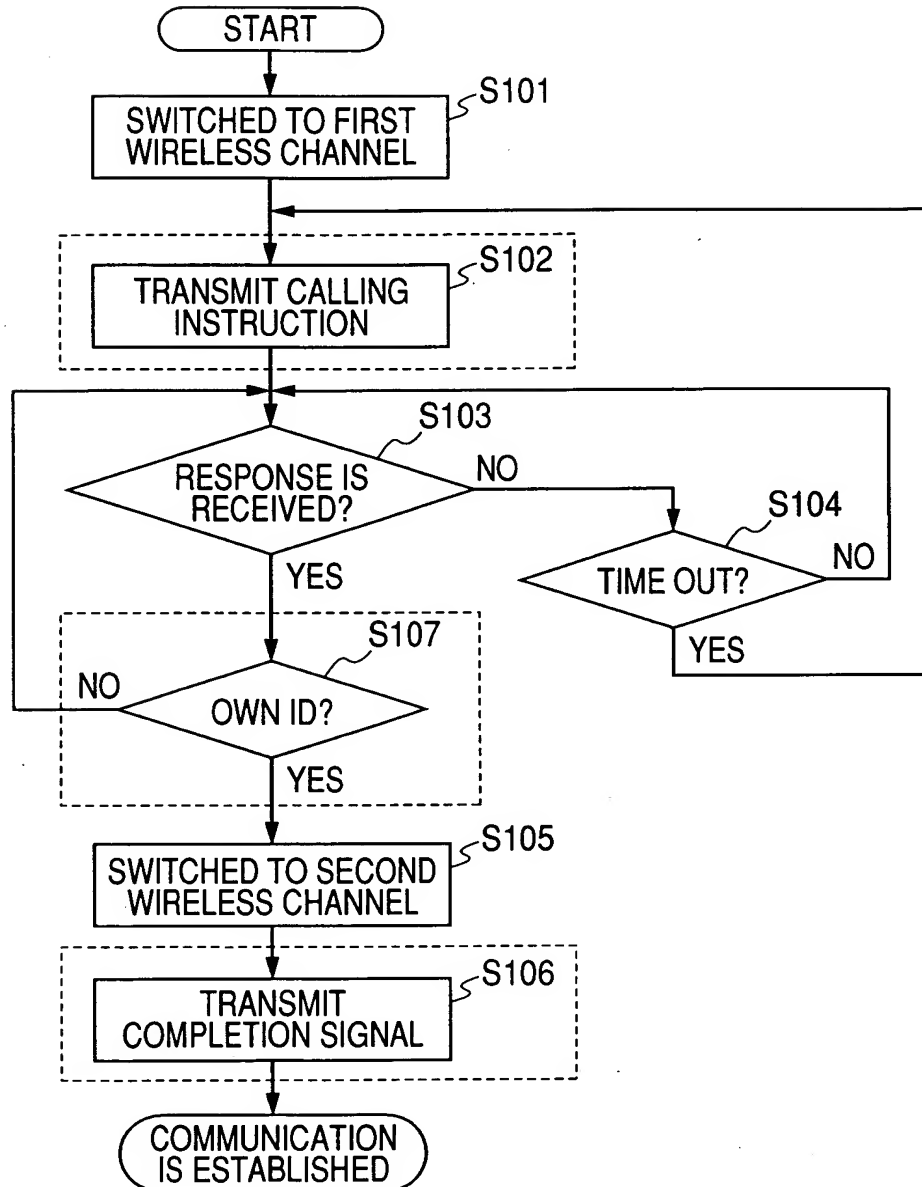 START
S101
SWITCHED TO FIRST
WIRELESS CHANNEL
S102
TRANSMIT CALLING
INSTRUCTION
S103
RESPONSE IS
RECEIVED?
NO
S104
TIME OUT?
NO
YES
YES
S107
NO
OWN ID?
YES
S105
SWITCHED TO SECOND
WIRELESS CHANNEL
S106
TRANSMIT
COMPLETION SIGNAL
COMMUNICATION
IS ESTABLISHED